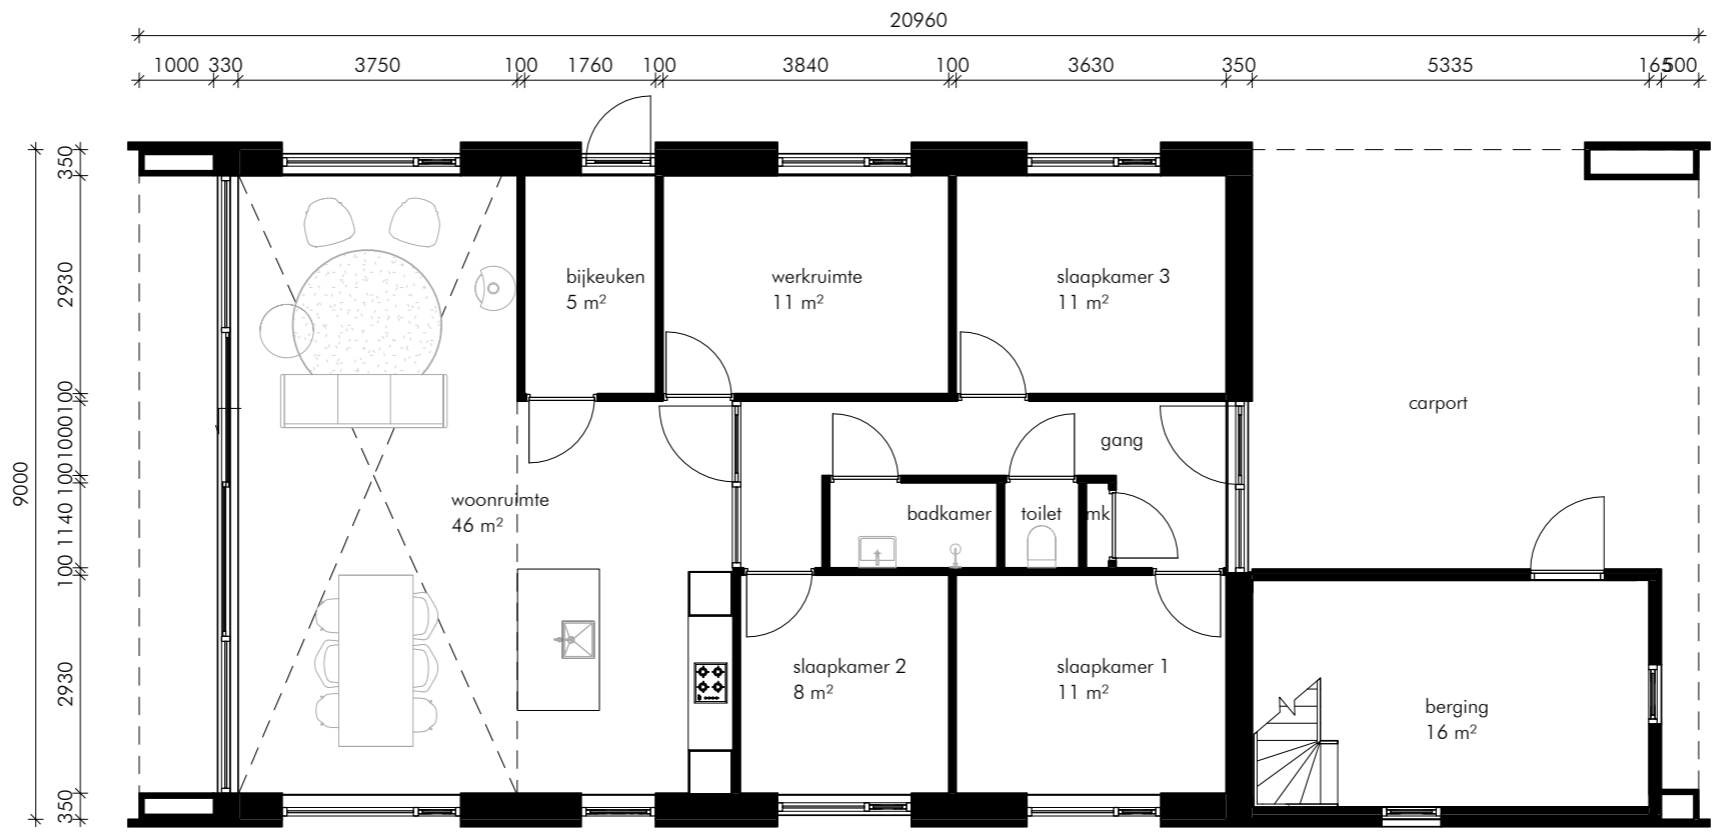 20960
1000 330 3750 100 1760 100 3840 100 3630 350 5335 165 500
9000
350
2930
100
1000
100
1140
100
2930
350
bijkeuken
5 m²
werkruimte
11 m²
slaapkamer 3
11 m²
carport
gang
woonruimte
46 m²
badkamer
toilet
mk
slaapkamer 2
8 m²
slaapkamer 1
11 m²
berging
16 m²